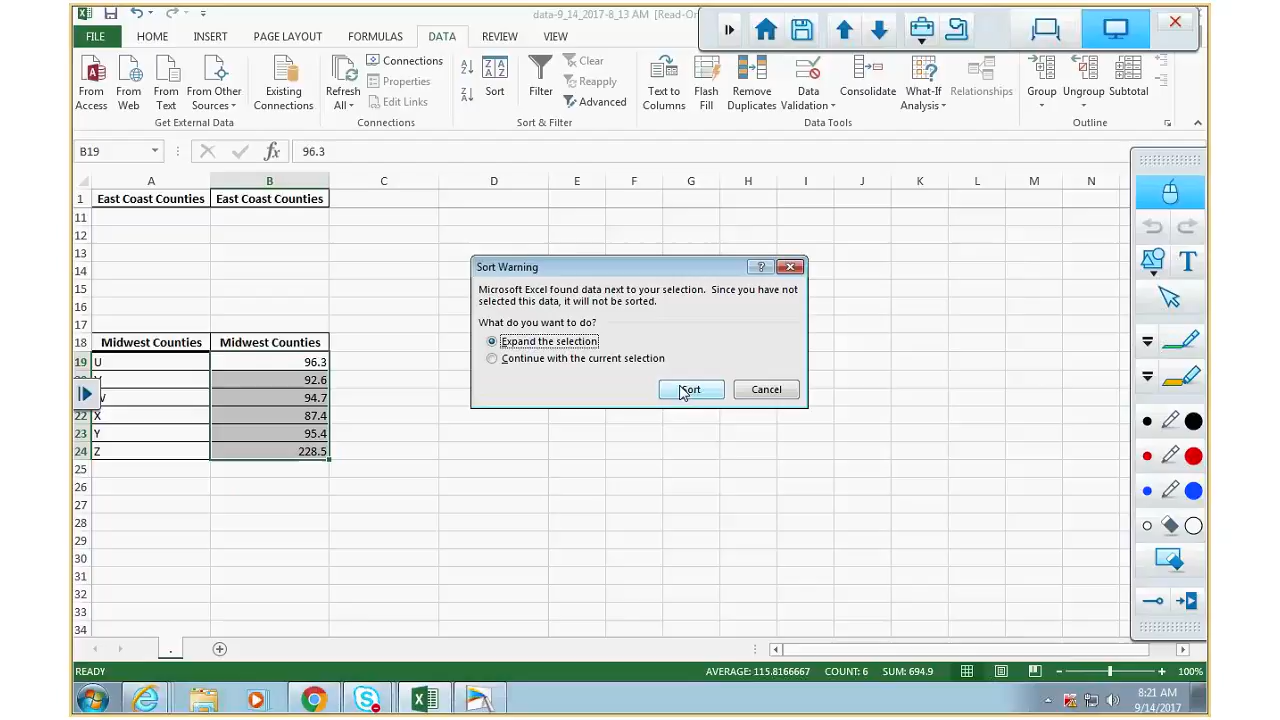 data-9_14_2017-8_13 AM [Read-On
FILE HOME INSERT PAGE LAYOUT FORMULAS DATA REVIEW VIEW
From Access
From Web
From Text
From Other Sources
Existing Connections
Get External Data
Refresh All
Connections
Properties
Edit Links
Connections
Sort
Filter
Clear
Reapply
Advanced
Sort & Filter
Text to Columns
Flash Fill
Remove Duplicates
Data Validation
Consolidate
What-If Analysis
Relationships
Data Tools
Group
Ungroup
Subtotal
Outline
B19 fx 96.3
A B C D E F G H I J K L M N
1 East Coast Counties East Coast Counties
11
12
13
14
15
16
17
18 Midwest Counties Midwest Counties
19 U 96.3
92.6
94.7
22 X 87.4
23 Y 95.4
24 Z 228.5
25
26
27
28
29
30
31
32
33
34
Sort Warning
Microsoft Excel found data next to your selection. Since you have not
selected this data, it will not be sorted.
What do you want to do?
Expand the selection
Continue with the current selection
Sort Cancel
T
READY AVERAGE: 115.8166667 COUNT: 6 SUM: 694.9 100%
8:21 AM
9/14/2017